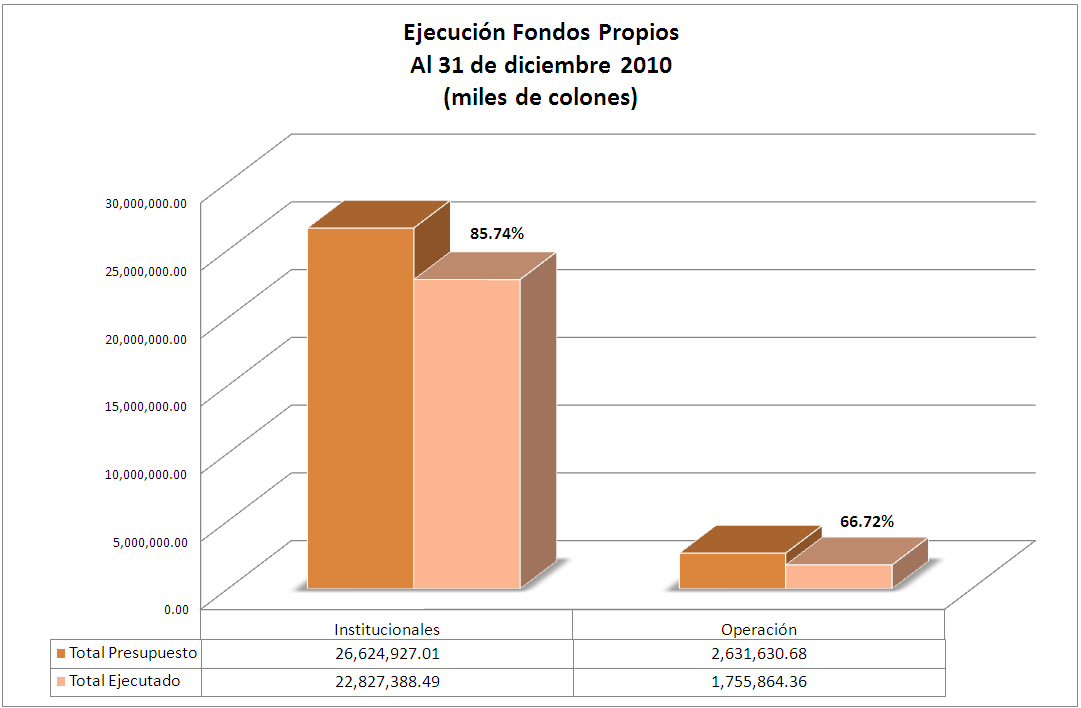 Ejecución Fondos Propios
Al 31 de diciembre 2010
(miles de colones)
30,000,000.00
25,000,000.00
20,000,000.00
15,000,000.00
10,000,000.00
5,000,000.00
0.00
85.74%
66.72%
Institucionales Operación
Total Presupuesto 26,624,927.01 2,631,630.68
Total Ejecutado 22,827,388.49 1,755,864.36